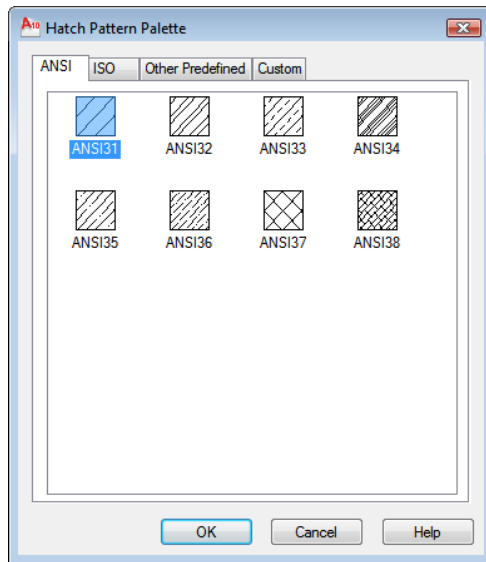 A10 Hatch Pattern Palette
ANSI ISO Other Predefined Custom
ANSI31 ANSI32 ANSI33 ANSI34
ANSI35 ANSI36 ANSI37 ANSI38
OK Cancel Help